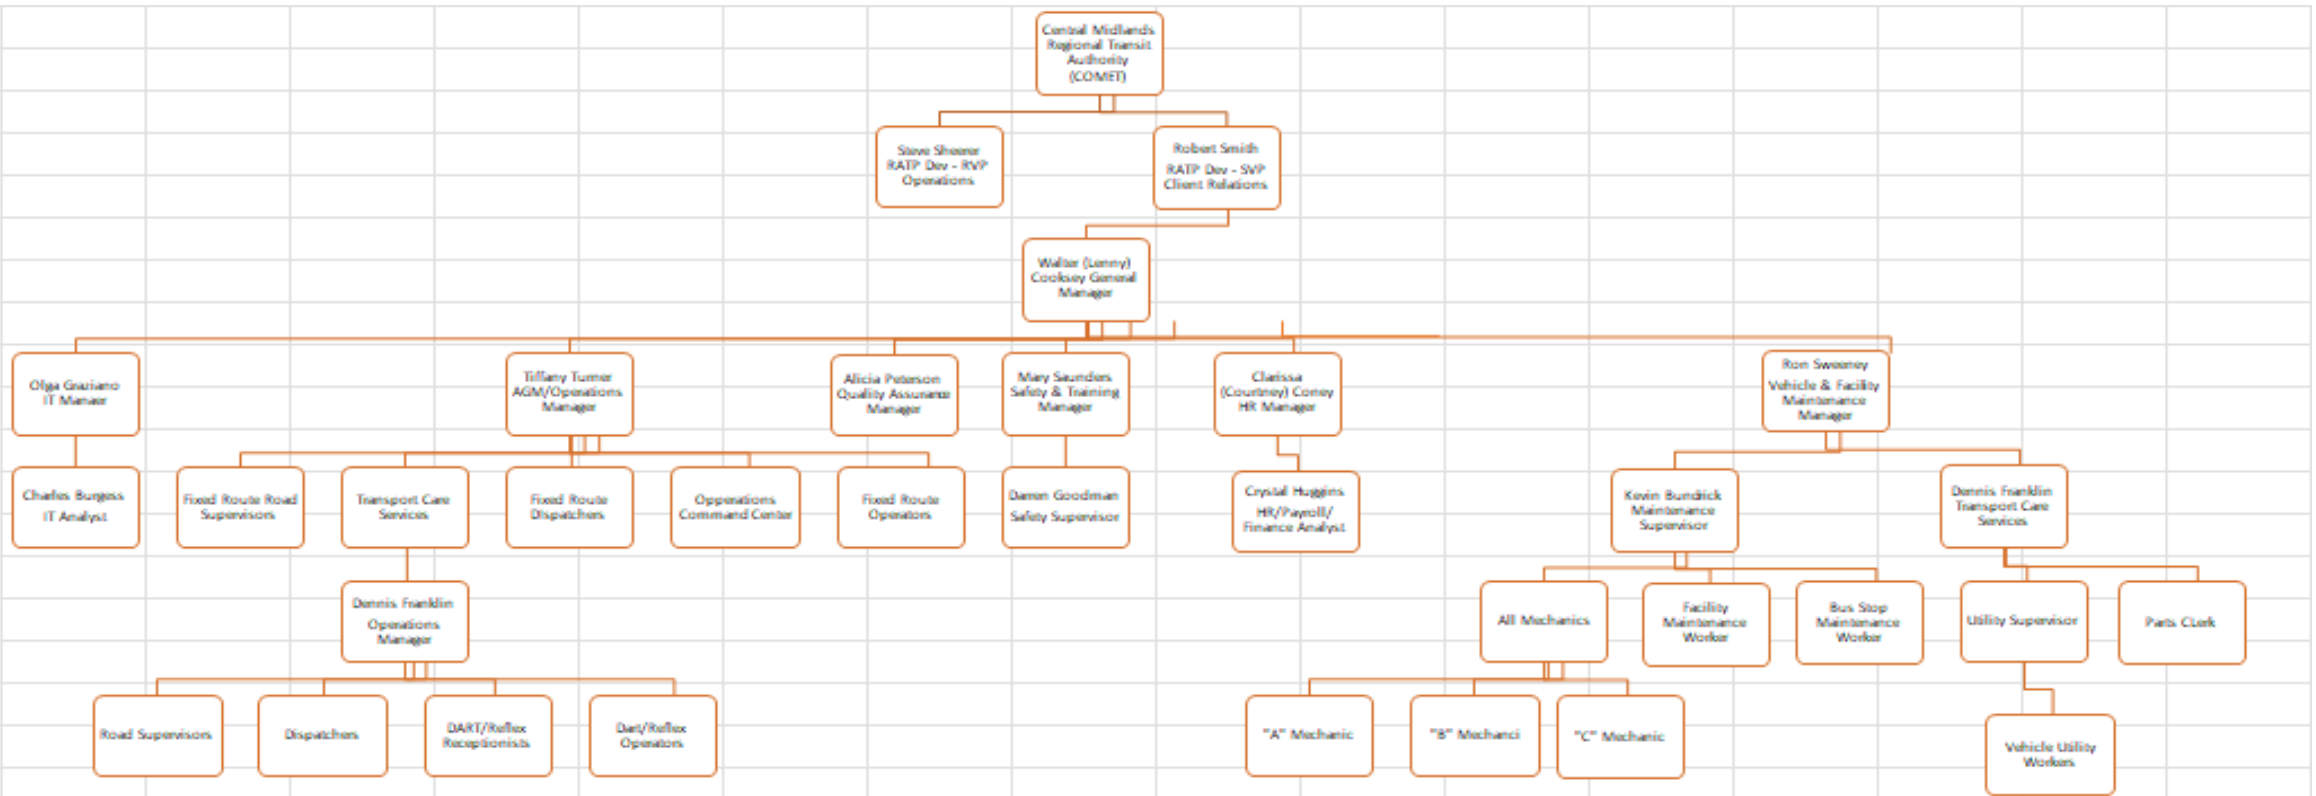 Central Midlands
Regional Transit
Authority
(COMET)
Steve Sheerer
RATP Dev - RVP
Operations
Robert Smith
RATP Dev - SVP
Client Relations
Walter (Lenny)
Cooksey General
Manager
Olga Graziano
IT Manaer
Tiffany Turner
AGM/Operations
Manager
Alicia Peterson
Quality Assurance
Manager
Mary Saunders
Safety & Training
Manager
Clarissa
(Courtney) Coney
HR Manager
Ron Sweeney
Vehicle & Facility
Maintenance
Manager
Charles Burgess
IT Analyst
Fixed Route Road
Supervisors
Transport Care
Services
Fixed Route
Dispatchers
Opperations
Command Center
Fixed Route
Operators
Darren Goodman
Safety Supervisor
Crystal Huggins
HR/Payroll/
Finance Analyst
Kevin Bundrick
Maintenance
Supervisor
Dennis Franklin
Transport Care
Services
Dennis Franklin
Operations
Manager
All Mechanics
Facility
Maintenance
Worker
Bus Stop
Maintenance
Worker
Utility Supervisor
Parts CLerk
Road Supervisors
Dispatchers
DART/Reflex
Receptionists
Dart/Reflex
Operators
"A" Mechanic
"B" Mechanci
"C" Mechanic
Vehicle Utility
Workers